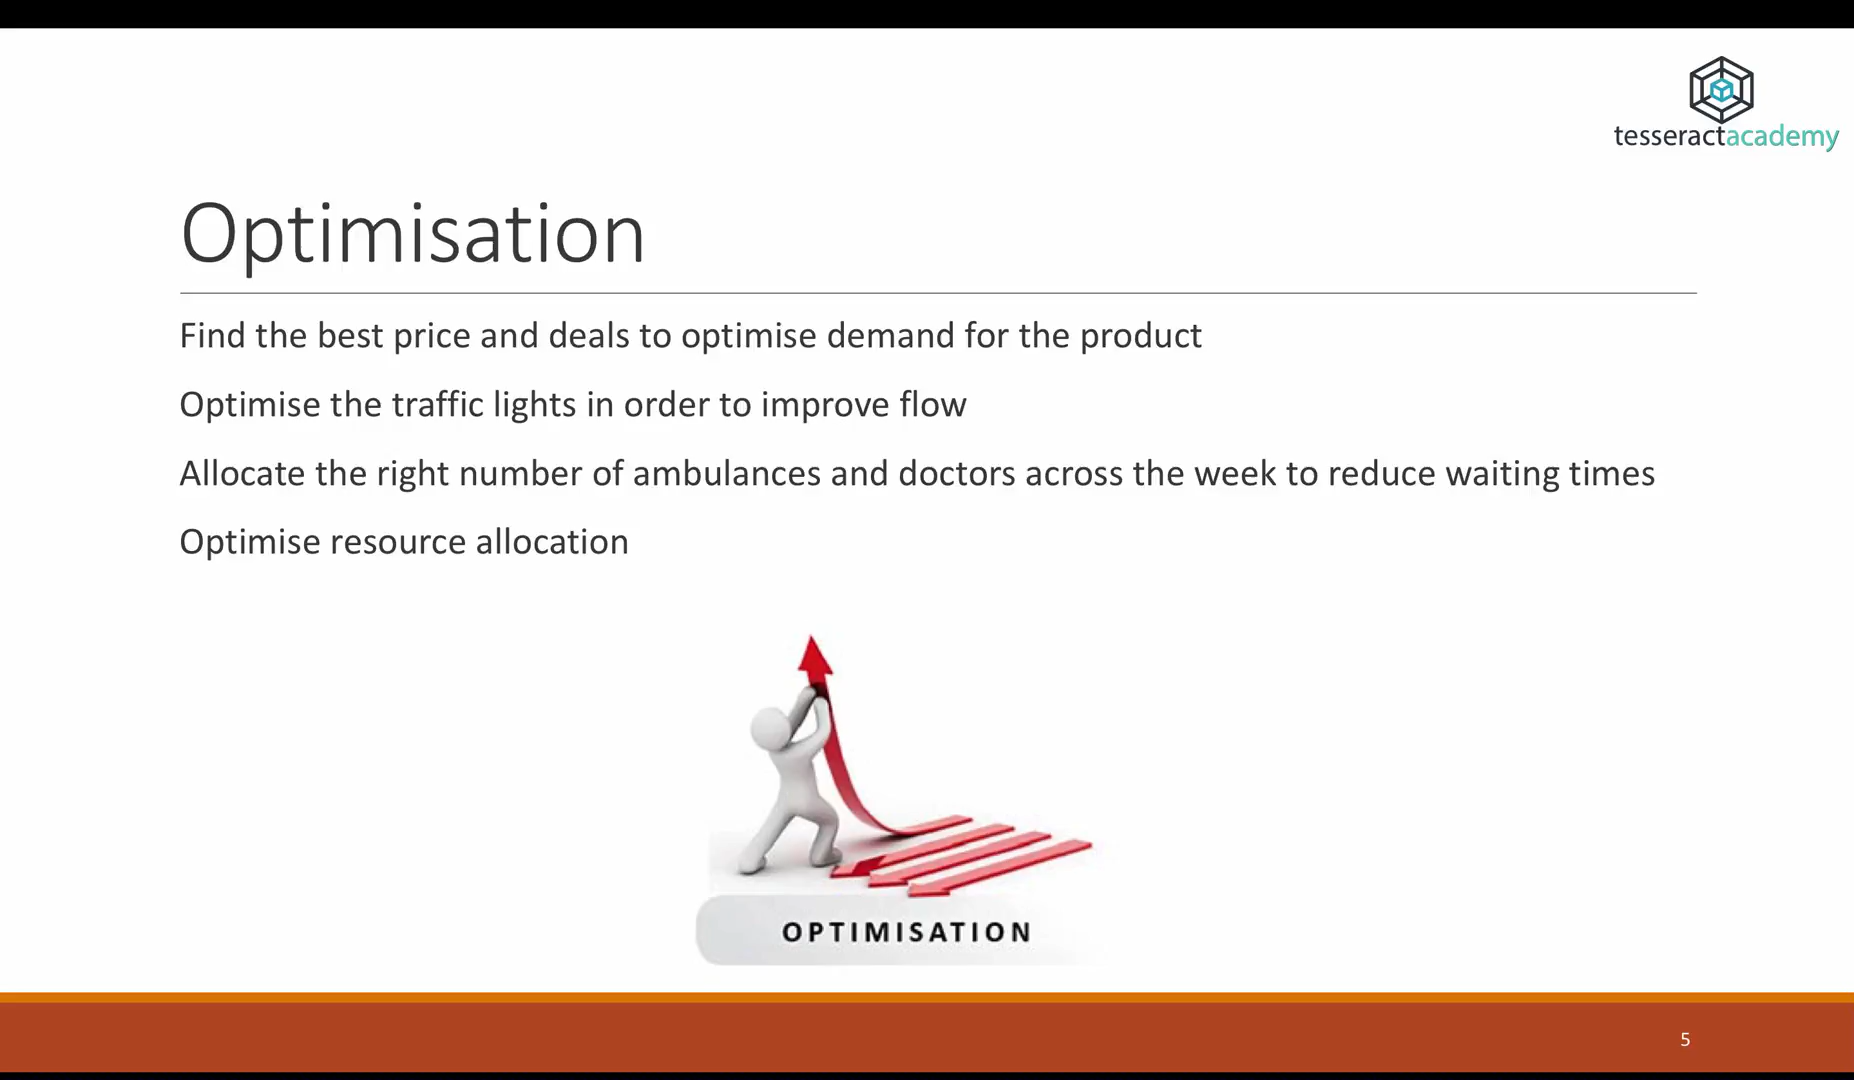 tesseractacademy
Optimisation
Find the best price and deals to optimise demand for the product
Optimise the traffic lights in order to improve flow
Allocate the right number of ambulances and doctors across the week to reduce waiting times
Optimise resource allocation
OPTIMISATION
5